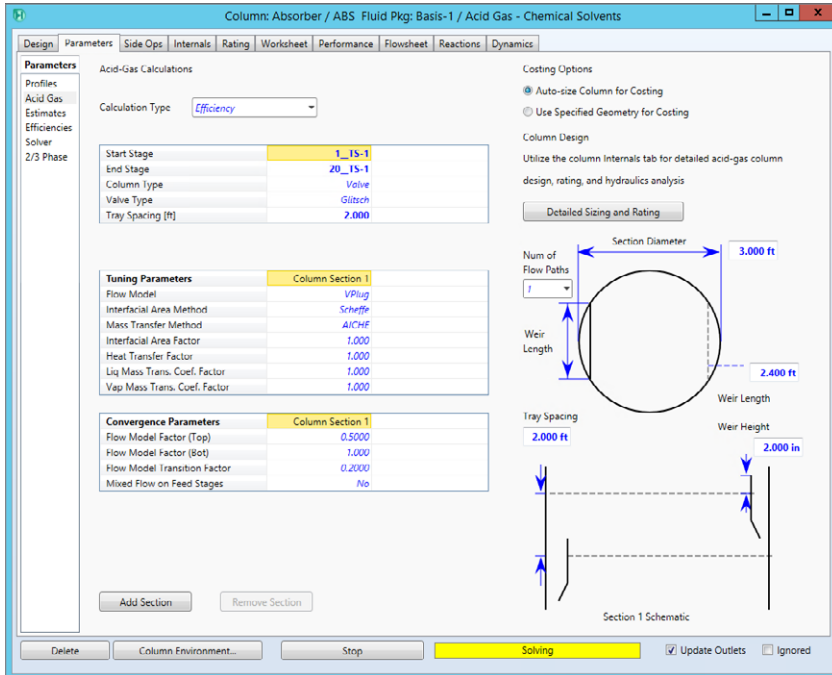 Column: Absorber / ABS Fluid Pkg: Basis-1 / Acid Gas - Chemical Solvents
Design Parameters Side Ops Internals Rating Worksheet Performance Flowsheet Reactions Dynamics
Parameters
Profiles
Acid Gas
Estimates
Efficiencies
Solver
2/3 Phase
Acid-Gas Calculations
Calculation Type Efficiency
Start Stage 1_TS-1
End Stage 20_TS-1
Column Type Valve
Valve Type Glitsch
Tray Spacing [ft] 2.000
Tuning Parameters Column Section 1
Flow Model VPlug
Interfacial Area Method Scheffe
Mass Transfer Method AICHE
Interfacial Area Factor 1.000
Heat Transfer Factor 1.000
Liq Mass Trans. Coef. Factor 1.000
Vap Mass Trans. Coef. Factor 1.000
Convergence Parameters Column Section 1
Flow Model Factor (Top) 0.5000
Flow Model Factor (Bot) 1.000
Flow Model Transition Factor 0.2000
Mixed Flow on Feed Stages No
Add Section Remove Section
Costing Options
Auto-size Column for Costing
Use Specified Geometry for Costing
Column Design
Utilize the column Internals tab for detailed acid-gas column
design, rating, and hydraulics analysis
Detailed Sizing and Rating
Section Diameter
3.000 ft
Num of
Flow Paths
1
Weir
Length
2.400 ft
Weir Length
Tray Spacing
2.000 ft
Weir Height
2.000 in
Section 1 Schematic
Delete Column Environment... Stop Solving Update Outlets Ignored